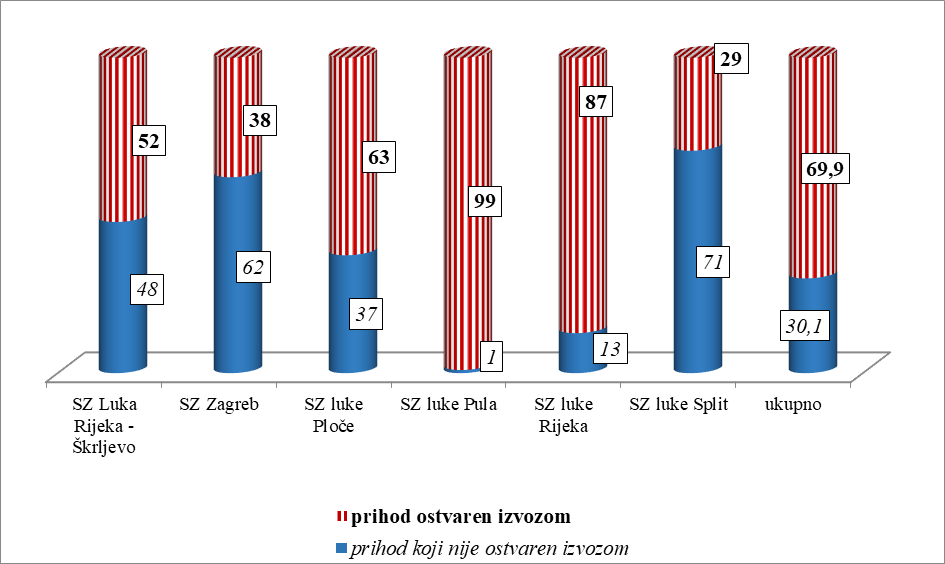 29
52
38
63
99
87
69,9
48
62
37
1
13
71
30,1
SZ Luka
Rijeka -
Škrljevo
SZ Zagreb
SZ luke
Ploče
SZ luke Pula
SZ luke
Rijeka
SZ luke Split
ukupno
prihod ostvaren izvozom
prihod koji nije ostvaren izvozom